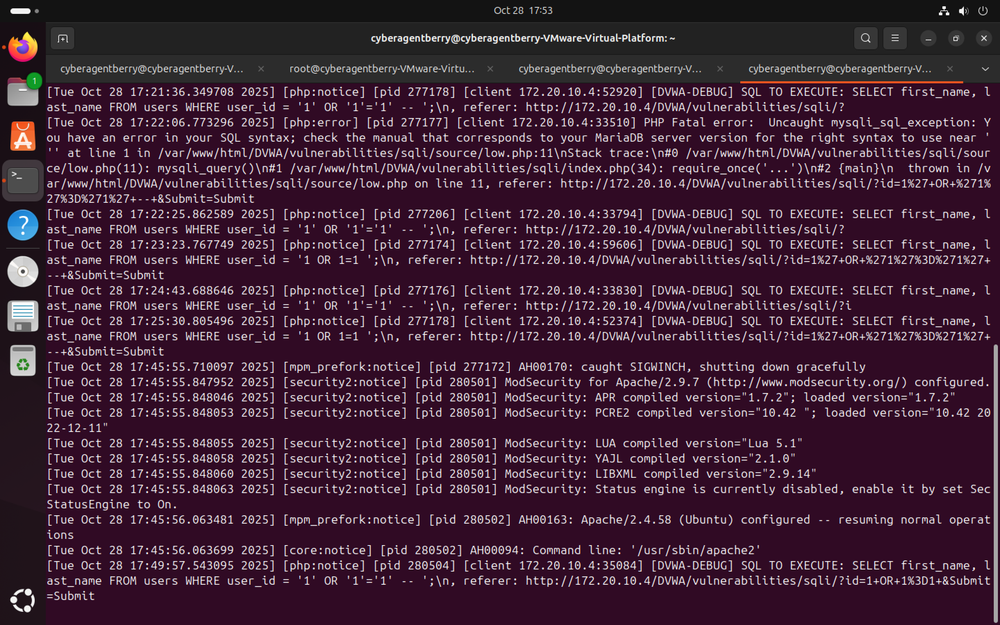 Oct 28 17:53
cyberagentberry@cyberagentberry-VMware-Virtual-Platform: ~
cyberagentberry@cyberagentberry-V...
root@cyberagentberry-VMware-Virtu...
cyberagentberry@cyberagentberry-V...
cyberagentberry@cyberagentberry-V...
1
[Tue Oct 28 17:21:36.349708 2025] [php:notice] [pid 277178] [client 172.20.10.4:52920] [DVWA-DEBUG] SQL TO EXECUTE: SELECT first_name, l
ast_name FROM users WHERE user_id = '1' OR '1'='1' -- ';\n, referer: http://172.20.10.4/DVWA/vulnerabilities/sqli/?
[Tue Oct 28 17:22:06.773296 2025] [php:error] [pid 277177] [client 172.20.10.4:33510] PHP Fatal error:  Uncaught mysqli_sql_exception: Y
ou have an error in your SQL syntax; check the manual that corresponds to your MariaDB server version for the right syntax to use near '
'' at line 1 in /var/www/html/DVWA/vulnerabilities/sqli/source/low.php:11\nStack trace:\n#0 /var/www/html/DVWA/vulnerabilities/sqli/sour
ce/low.php(11): mysqli_query()\n#1 /var/www/html/DVWA/vulnerabilities/sqli/index.php(34): require_once('...')\n#2 {main}\n  thrown in /v
ar/www/html/DVWA/vulnerabilities/sqli/source/low.php on line 11, referer: http://172.20.10.4/DVWA/vulnerabilities/sqli/?id=1%27+OR+%271%
27%3D%271%27+--+&Submit=Submit
[Tue Oct 28 17:22:25.862589 2025] [php:notice] [pid 277206] [client 172.20.10.4:33794] [DVWA-DEBUG] SQL TO EXECUTE: SELECT first_name, l
ast_name FROM users WHERE user_id = '1' OR '1'='1' -- ';\n, referer: http://172.20.10.4/DVWA/vulnerabilities/sqli/?
[Tue Oct 28 17:23:23.767749 2025] [php:notice] [pid 277174] [client 172.20.10.4:59606] [DVWA-DEBUG] SQL TO EXECUTE: SELECT first_name, l
ast_name FROM users WHERE user_id = '1 OR 1=1 ';\n, referer: http://172.20.10.4/DVWA/vulnerabilities/sqli/?id=1%27+OR+%271%27%3D%271%27+
--+&Submit=Submit
[Tue Oct 28 17:24:43.688646 2025] [php:notice] [pid 277176] [client 172.20.10.4:33830] [DVWA-DEBUG] SQL TO EXECUTE: SELECT first_name, l
ast_name FROM users WHERE user_id = '1' OR '1'='1' -- ';\n, referer: http://172.20.10.4/DVWA/vulnerabilities/sqli/?i
[Tue Oct 28 17:25:30.805496 2025] [php:notice] [pid 277178] [client 172.20.10.4:52374] [DVWA-DEBUG] SQL TO EXECUTE: SELECT first_name, l
ast_name FROM users WHERE user_id = '1 OR 1=1 ';\n, referer: http://172.20.10.4/DVWA/vulnerabilities/sqli/?id=1%27+OR+%271%27%3D%271%27+
--+&Submit=Submit
[Tue Oct 28 17:45:55.710097 2025] [mpm_prefork:notice] [pid 277172] AH00170: caught SIGWINCH, shutting down gracefully
[Tue Oct 28 17:45:55.847952 2025] [security2:notice] [pid 280501] ModSecurity for Apache/2.9.7 (http://www.modsecurity.org/) configured.
[Tue Oct 28 17:45:55.848046 2025] [security2:notice] [pid 280501] ModSecurity: APR compiled version="1.7.2"; loaded version="1.7.2"
[Tue Oct 28 17:45:55.848053 2025] [security2:notice] [pid 280501] ModSecurity: PCRE2 compiled version="10.42 "; loaded version="10.42 20
22-12-11"
[Tue Oct 28 17:45:55.848055 2025] [security2:notice] [pid 280501] ModSecurity: LUA compiled version="Lua 5.1"
[Tue Oct 28 17:45:55.848058 2025] [security2:notice] [pid 280501] ModSecurity: YAJL compiled version="2.1.0"
[Tue Oct 28 17:45:55.848060 2025] [security2:notice] [pid 280501] ModSecurity: LIBXML compiled version="2.9.14"
[Tue Oct 28 17:45:55.848063 2025] [security2:notice] [pid 280501] ModSecurity: Status engine is currently disabled, enable it by set Sec
StatusEngine to On.
[Tue Oct 28 17:45:56.063481 2025] [mpm_prefork:notice] [pid 280502] AH00163: Apache/2.4.58 (Ubuntu) configured -- resuming normal operat
ions
[Tue Oct 28 17:45:56.063699 2025] [core:notice] [pid 280502] AH00094: Command line: '/usr/sbin/apache2'
[Tue Oct 28 17:49:57.543095 2025] [php:notice] [pid 280504] [client 172.20.10.4:35084] [DVWA-DEBUG] SQL TO EXECUTE: SELECT first_name, l
ast_name FROM users WHERE user_id = '1' OR '1'='1' -- ';\n, referer: http://172.20.10.4/DVWA/vulnerabilities/sqli/?id=1+OR+1%3D1+&Submit
=Submit